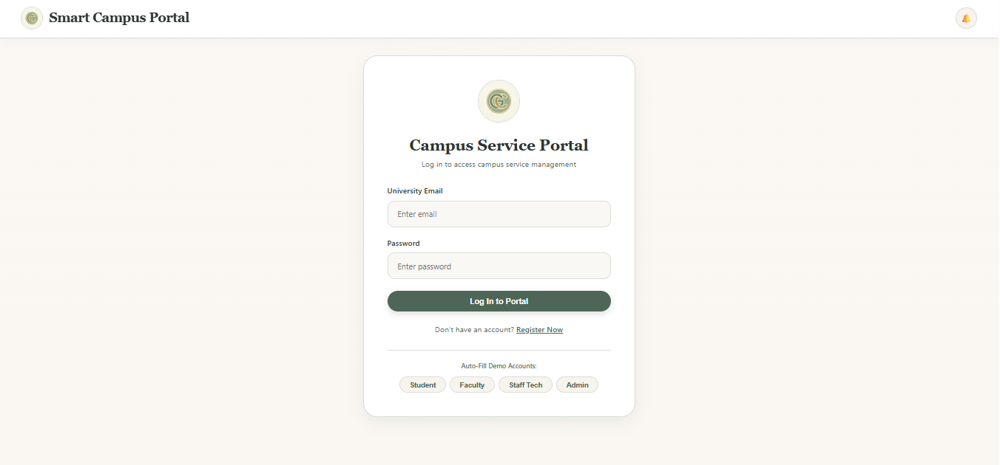 Smart Campus Portal
Campus Service Portal
Log in to access campus service management
University Email
Enter email
Password
Enter password
Log In to Portal
Don't have an account? Register Now
Auto-Fill Demo Accounts:
Student Faculty Staff Tech Admin